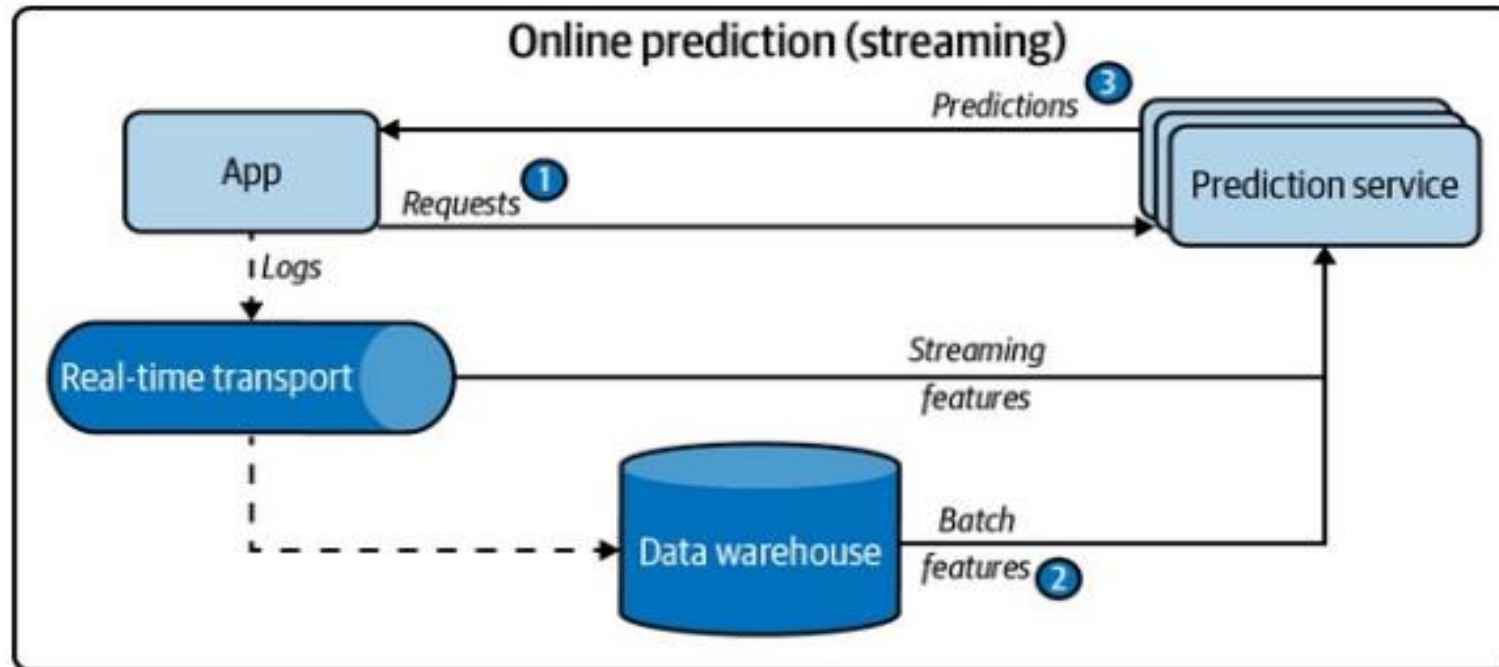 Online prediction (streaming)
Predictions 3
App
Requests 1
Prediction service
Logs
Real-time transport
Streaming
features
Data warehouse
Batch
features 2